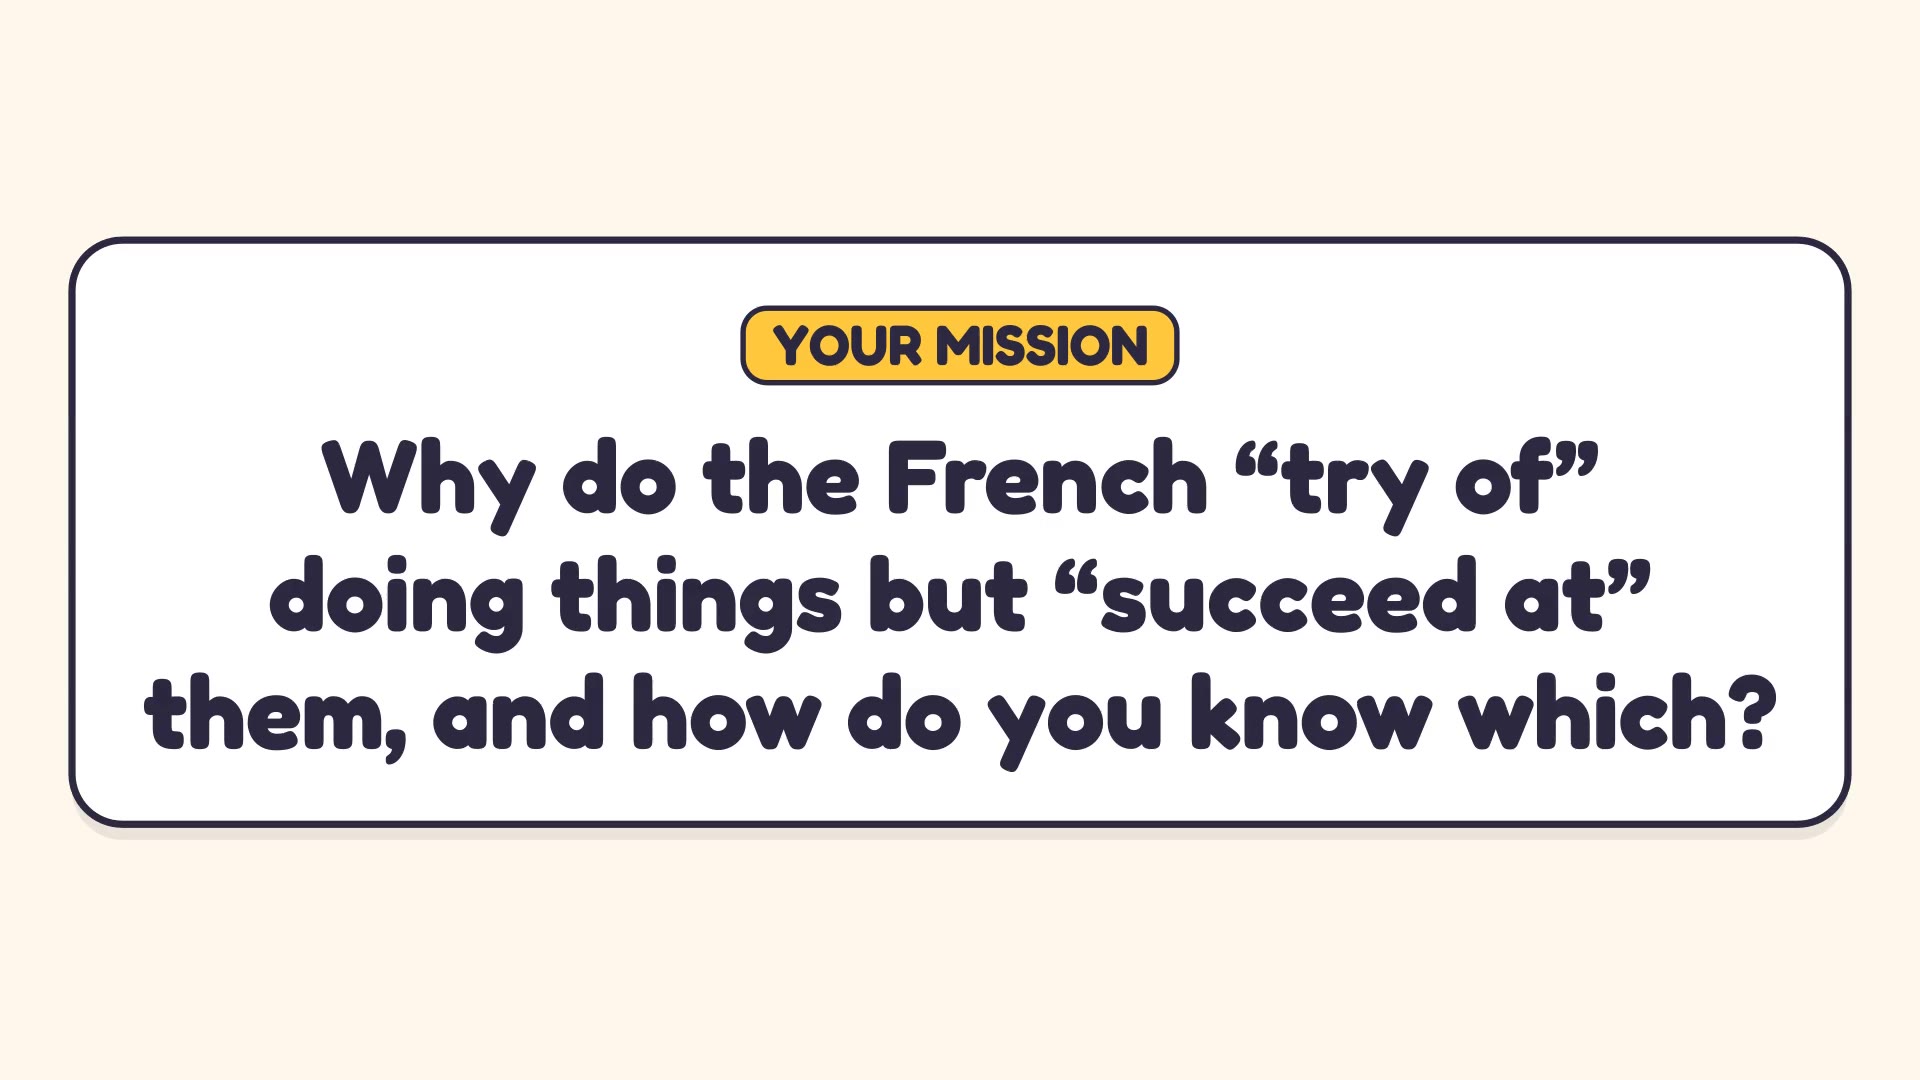 YOUR MISSION
Why do the French “try of”
doing things but “succeed at”
them, and how do you know which?